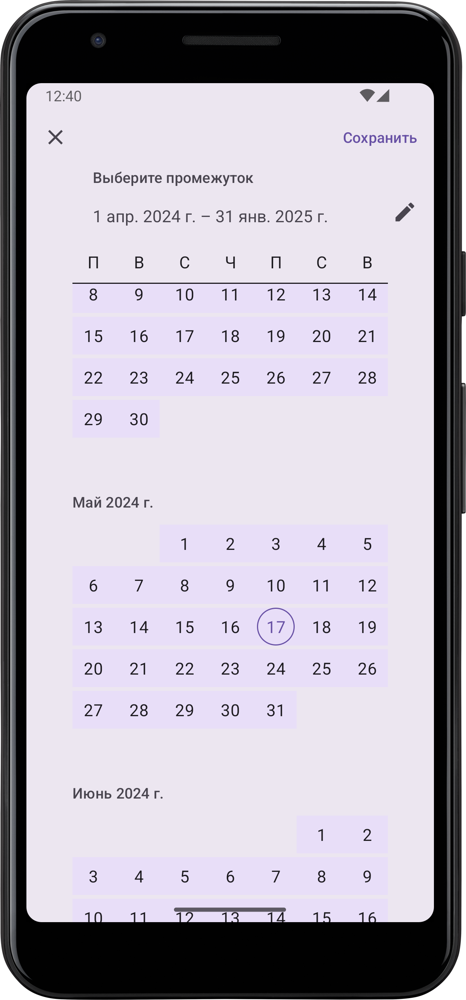 12:40
Сохранить
Выберите промежуток
1 апр. 2024 г. – 31 янв. 2025 г.
П В С Ч П С В
8 9 10 11 12 13 14
15 16 17 18 19 20 21
22 23 24 25 26 27 28
29 30
Май 2024 г.
1 2 3 4 5
6 7 8 9 10 11 12
13 14 15 16 17 18 19
20 21 22 23 24 25 26
27 28 29 30 31
Июнь 2024 г.
1 2
3 4 5 6 7 8 9
10 11 12 13 14 15 16